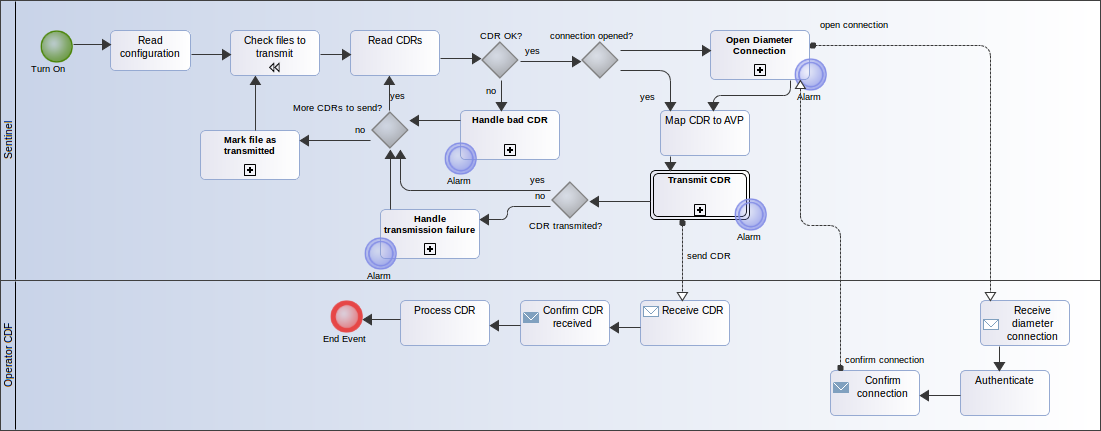 Sentinel
Turn On
Read
configuration
Check files to
transmit
Read CDRs
CDR OK?
yes
no
connection opened?
yes
Open Diameter
Connection
Alarm
open connection
More CDRs to send?
yes
no
Mark file as
transmitted
Handle bad CDR
Alarm
Map CDR to AVP
Transmit CDR
Alarm
yes
no
CDR transmited?
Handle
transmission failure
Alarm
send CDR
Operator CDF
End Event
Process CDR
Confirm CDR
received
Receive CDR
Receive
diameter
connection
confirm connection
Confirm
connection
Authenticate